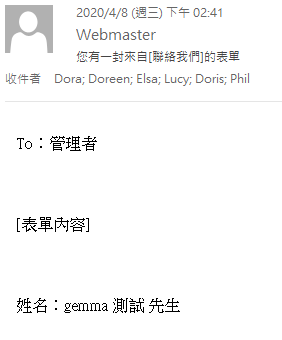 2020/4/8 (週三) 下午 02:41
Webmaster
您有一封來自[聯絡我們]的表單
收件者 Dora; Doreen; Elsa; Lucy; Doris; Phil
To：管理者
[表單內容]
姓名：gemma 測試 先生